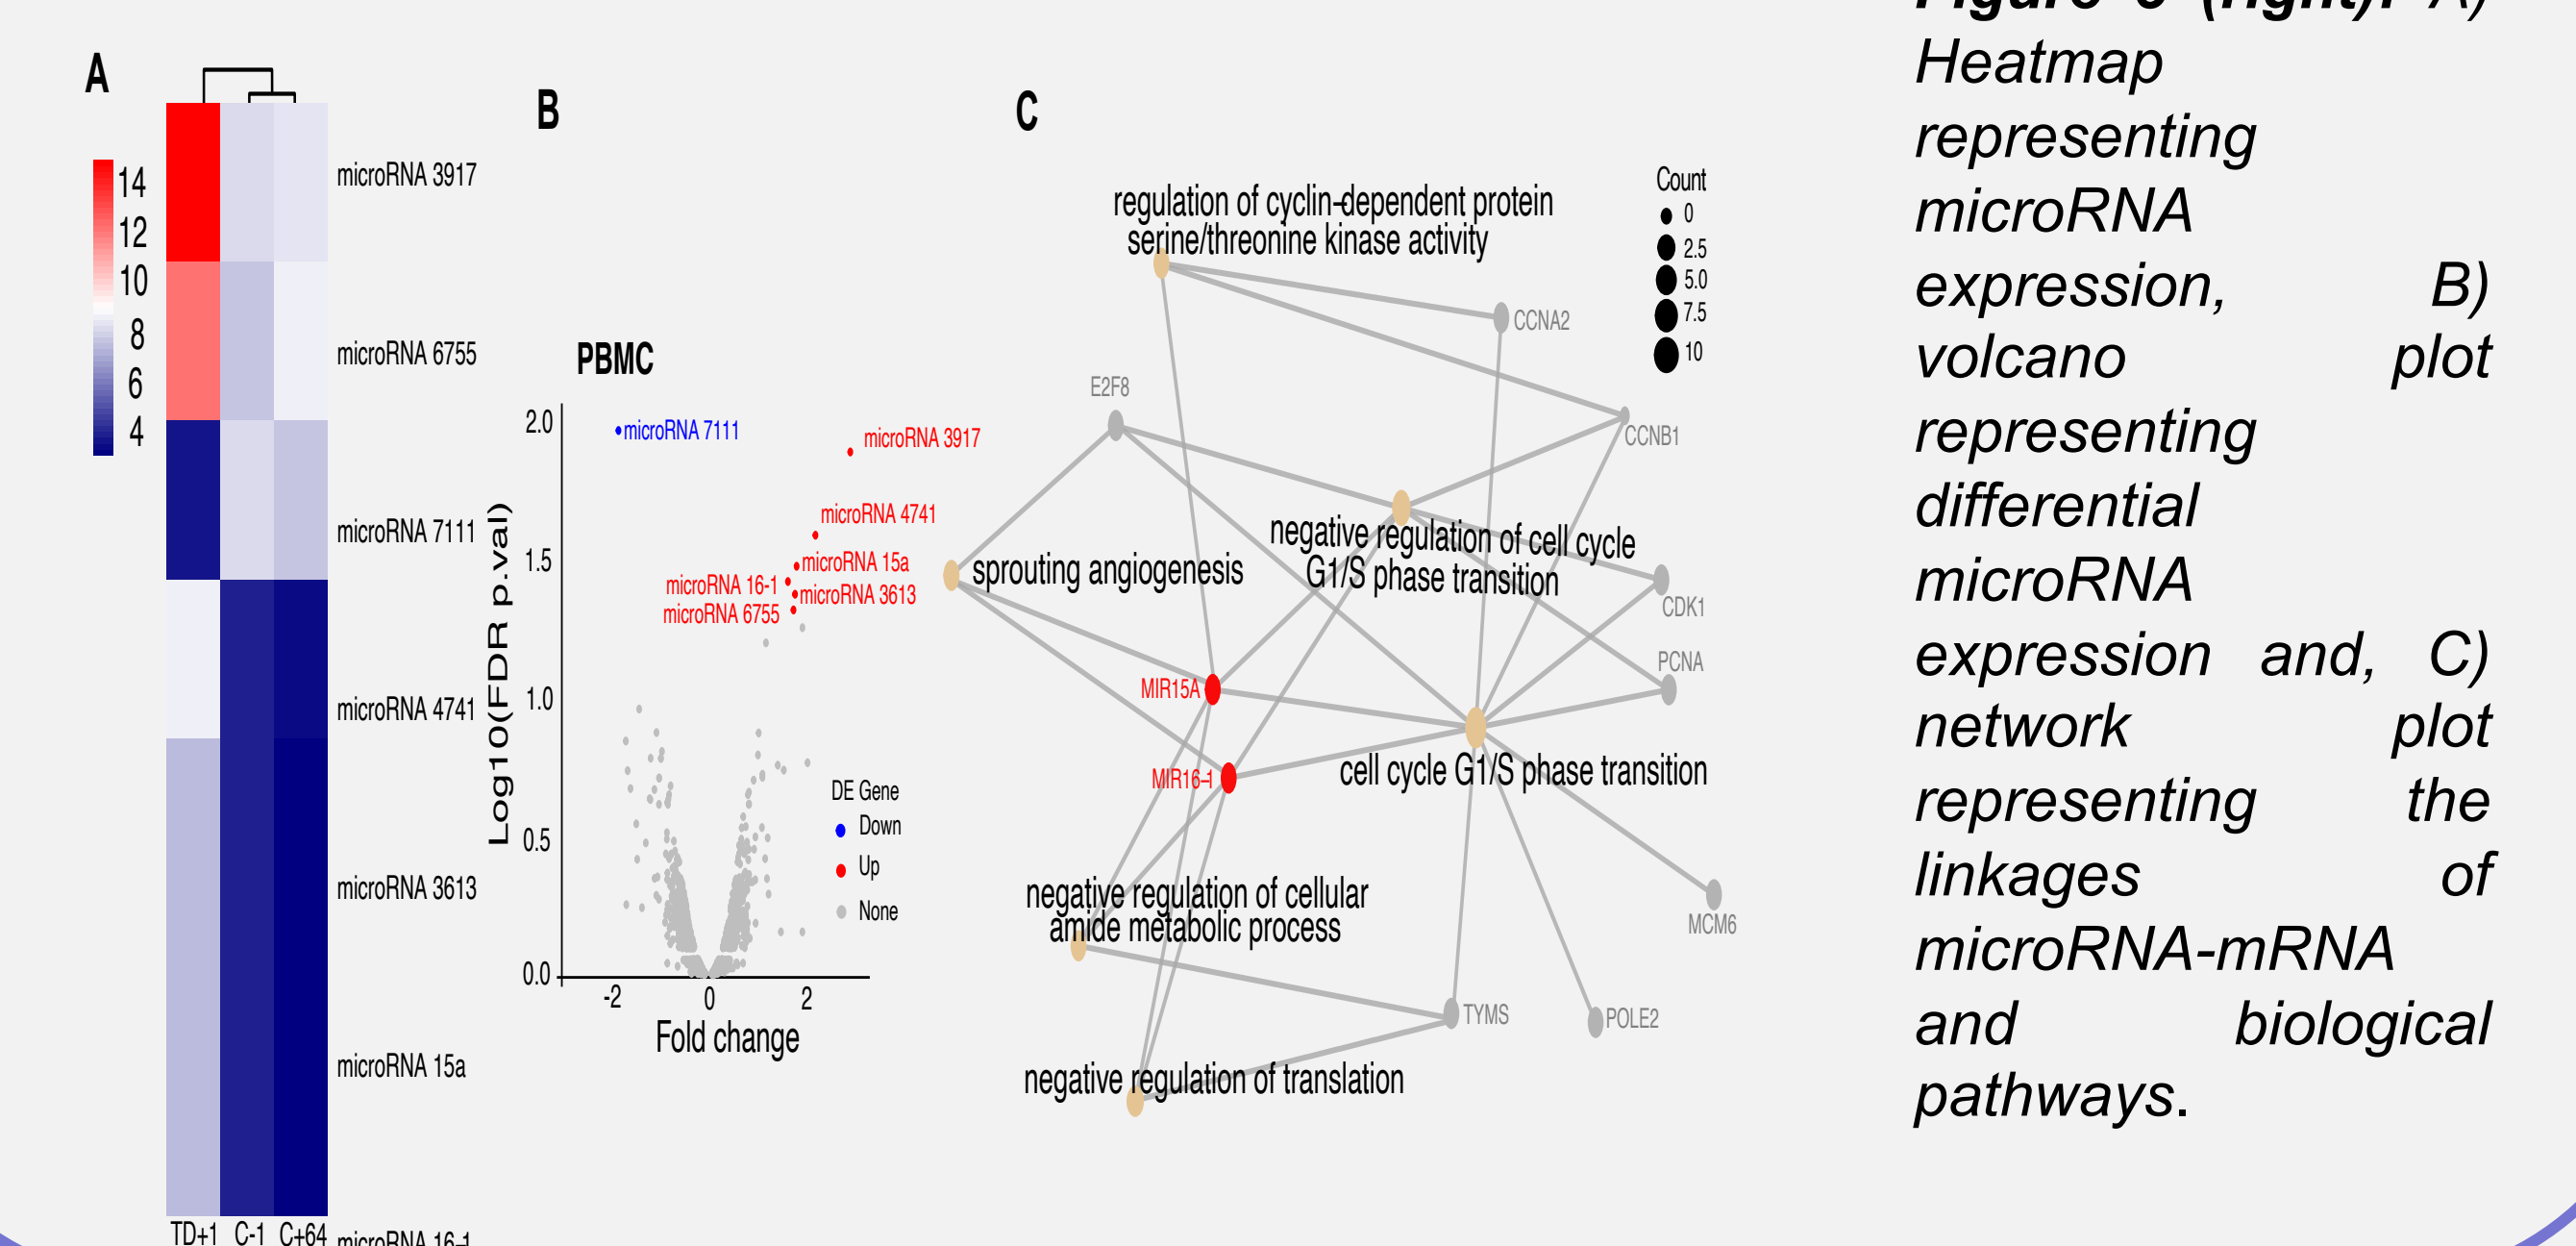 A
14
12
10
8
6
4
microRNA 3917
microRNA 6755
microRNA 7111
microRNA 4741
microRNA 3613
microRNA 15a
microRNA 16-1
TD+1 C-1 C+64
B
PBMC
Log10(FDR p.val)
2.0
1.5
1.0
0.5
0.0
-2 0 2
Fold change
microRNA 7111
microRNA 3917
microRNA 4741
microRNA 15a
microRNA 16-1
microRNA 3613
microRNA 6755
DE Gene
Down
Up
None
C
regulation of cyclin-dependent protein
serine/threonine kinase activity
Count
0
2.5
5.0
7.5
10
CCNA2
E2F8
CCNB1
negative regulation of cell cycle
G1/S phase transition
sprouting angiogenesis
CDK1
PCNA
MIR15A
MIR16-1
cell cycle G1/S phase transition
negative regulation of cellular
amide metabolic process
MCM6
TYMS
POLE2
negative regulation of translation
(right). A)
Heatmap
representing
microRNA
expression, B)
volcano plot
representing
differential
microRNA
expression and, C)
network plot
representing the
linkages of
microRNA-mRNA
and biological
pathways.